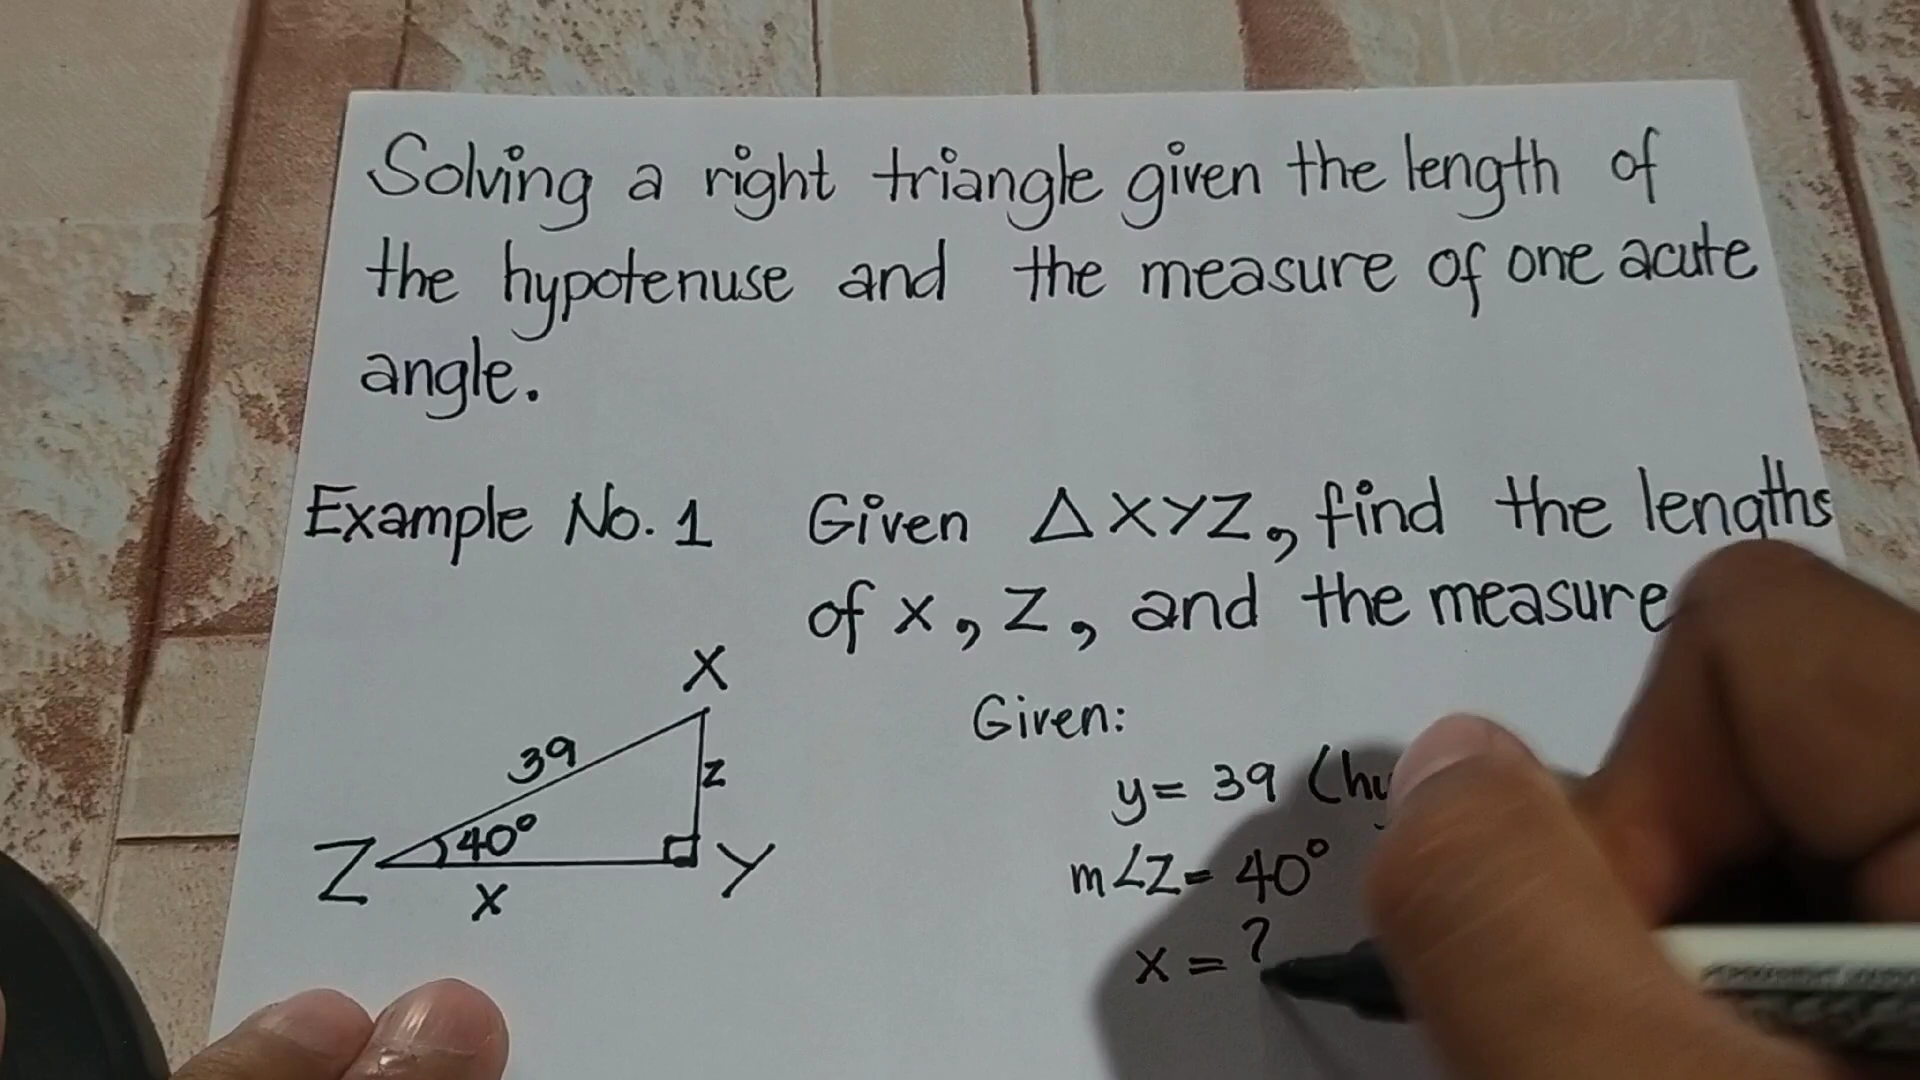 Solving a right triangle given the length of
the hypotenuse and the measure of one acute
angle.
Example No. 1 Given ΔXYZ, find the lengths
of x, z, and the measure
X
39
z
40°
Z
Y
x
Given:
y = 39 (hy
m∠Z = 40°
x = ?